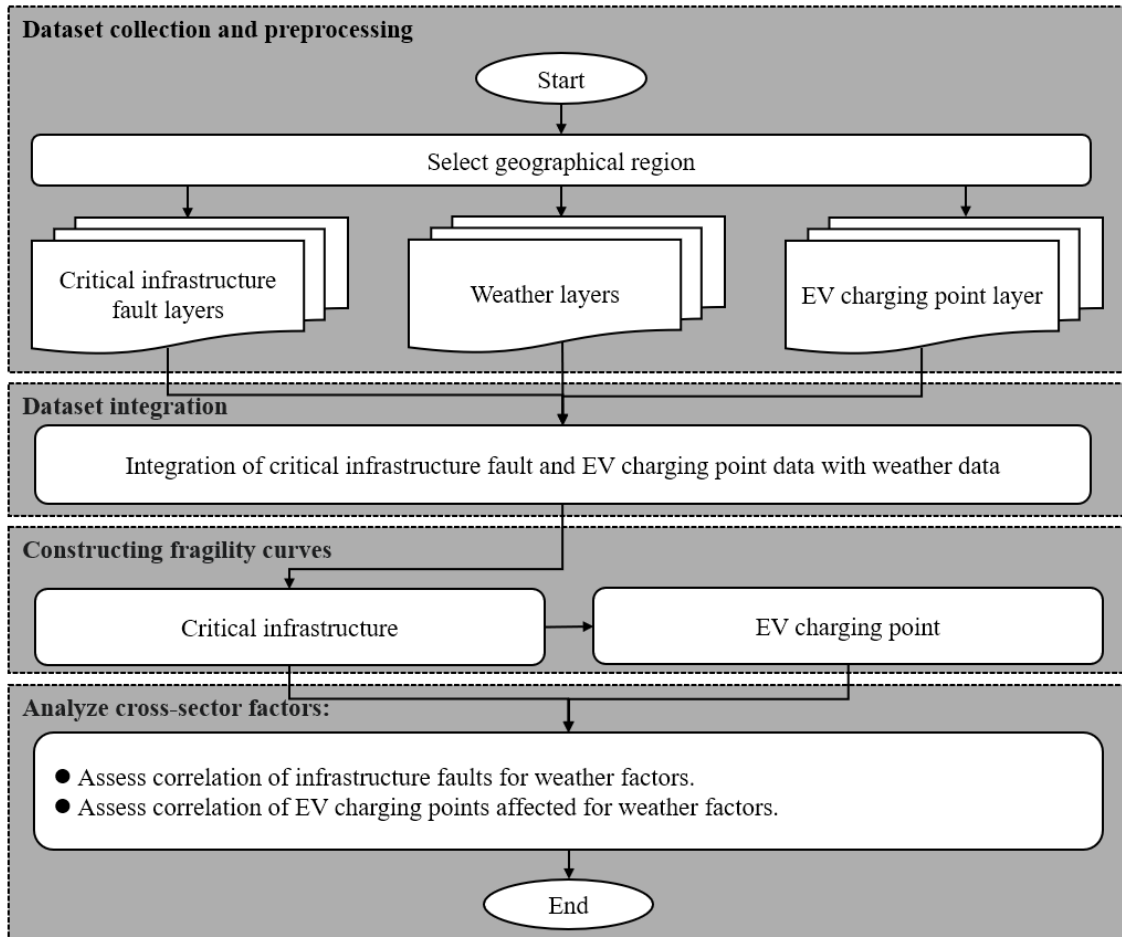 Dataset collection and preprocessing
Start
Select geographical region
Critical infrastructure
fault layers
Weather layers
EV charging point layer
Dataset integration
Integration of critical infrastructure fault and EV charging point data with weather data
Constructing fragility curves
Critical infrastructure
EV charging point
Analyze cross-sector factors:
● Assess correlation of infrastructure faults for weather factors.
● Assess correlation of EV charging points affected for weather factors.
End